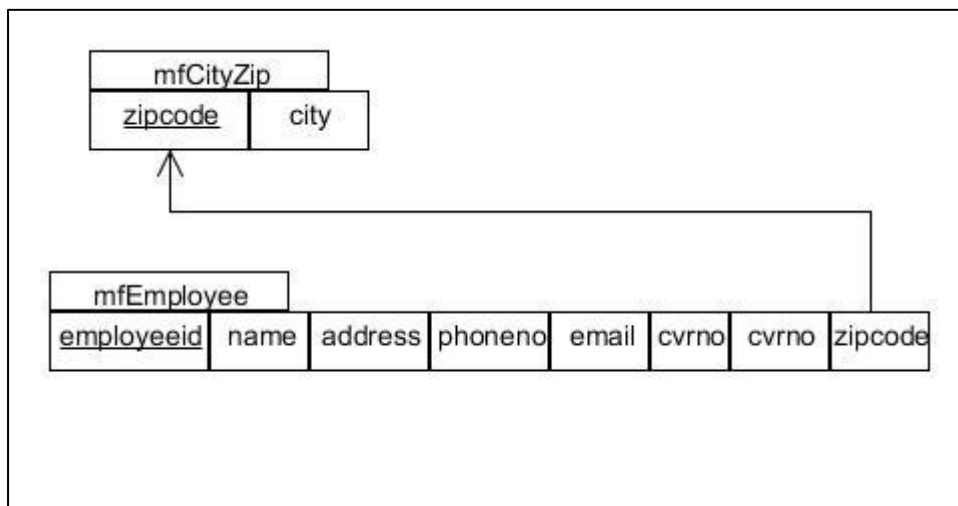 mfCityZip
zipcode city
mfEmployee
employeeid name address phoneno email cvrno cvrno zipcode